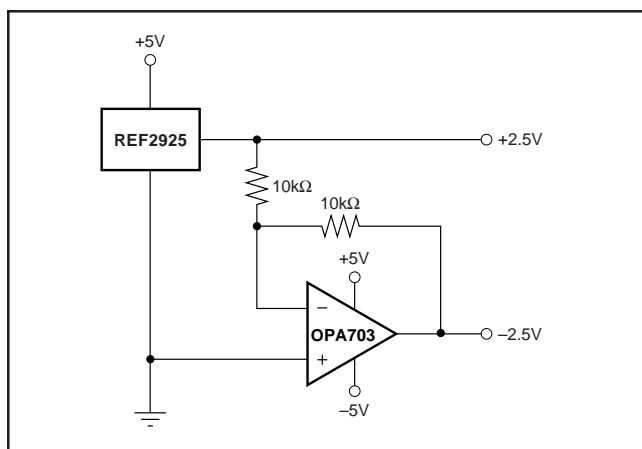 +5V
REF2925
+2.5V
10kΩ
10kΩ
+5V
−
OPA703
+
−2.5V
−5V